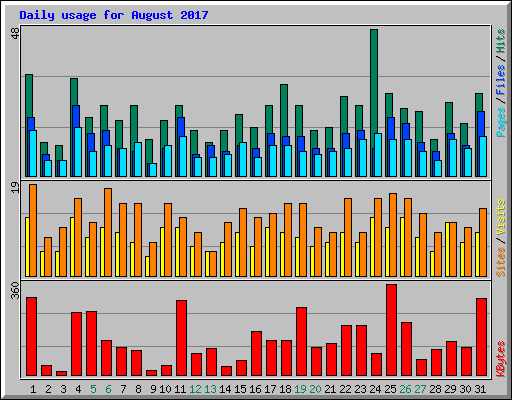 Daily usage for August 2017
48
Pages / Files / Hits
19
Sites / Visits
360
KBytes
1 2 3 4 5 6 7 8 9 10 11 12 13 14 15 16 17 18 19 20 21 22 23 24 25 26 27 28 29 30 31